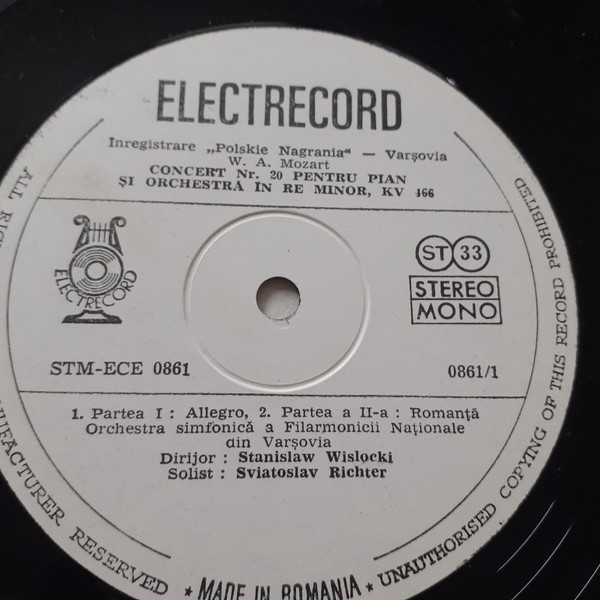 ELECTRECORD
Inregistrare „Polskie Nagrania“ — Varşovia
W. A. Mozart
CONCERT Nr. 20 PENTRU PIAN
ŞI ORCHESTRĂ IN RE MINOR, KV 466
ELECTRECORD
ST 33
STEREO
MONO
STM-ECE 0861
0861/1
1. Partea I : Allegro, 2. Partea a II-a : Romanţă
Orchestra simfonică a Filarmonicii Naţionale
din Varşovia
Dirijor : Stanislaw Wislocki
Solist : Sviatoslav Richter
ALL
RESERVED
★ MADE IN ROMANIA ★
UNAUTHORISED COPYING OF THIS RECORD PROHIBITED